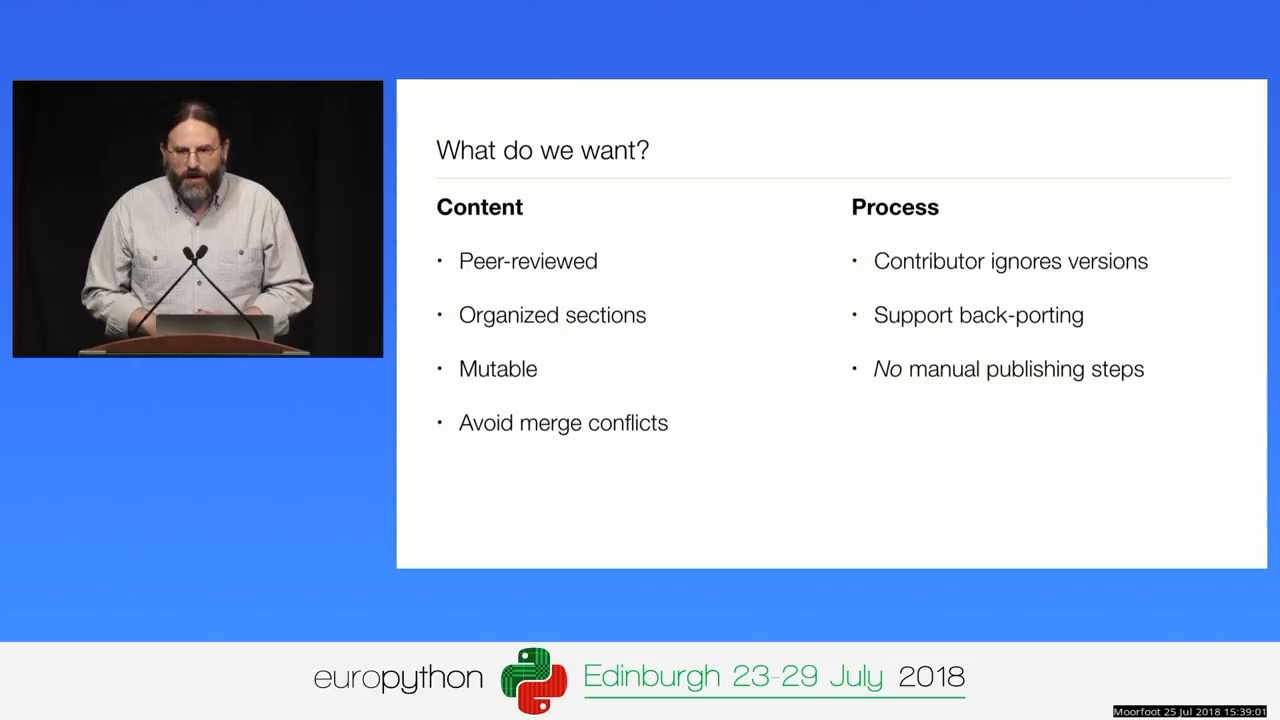 What do we want?
Content
• Peer-reviewed
• Organized sections
• Mutable
• Avoid merge conflicts
Process
• Contributor ignores versions
• Support back-porting
• No manual publishing steps
europython Edinburgh 23-29 July 2018
Moorfoot 25 Jul 2018 15:39:01